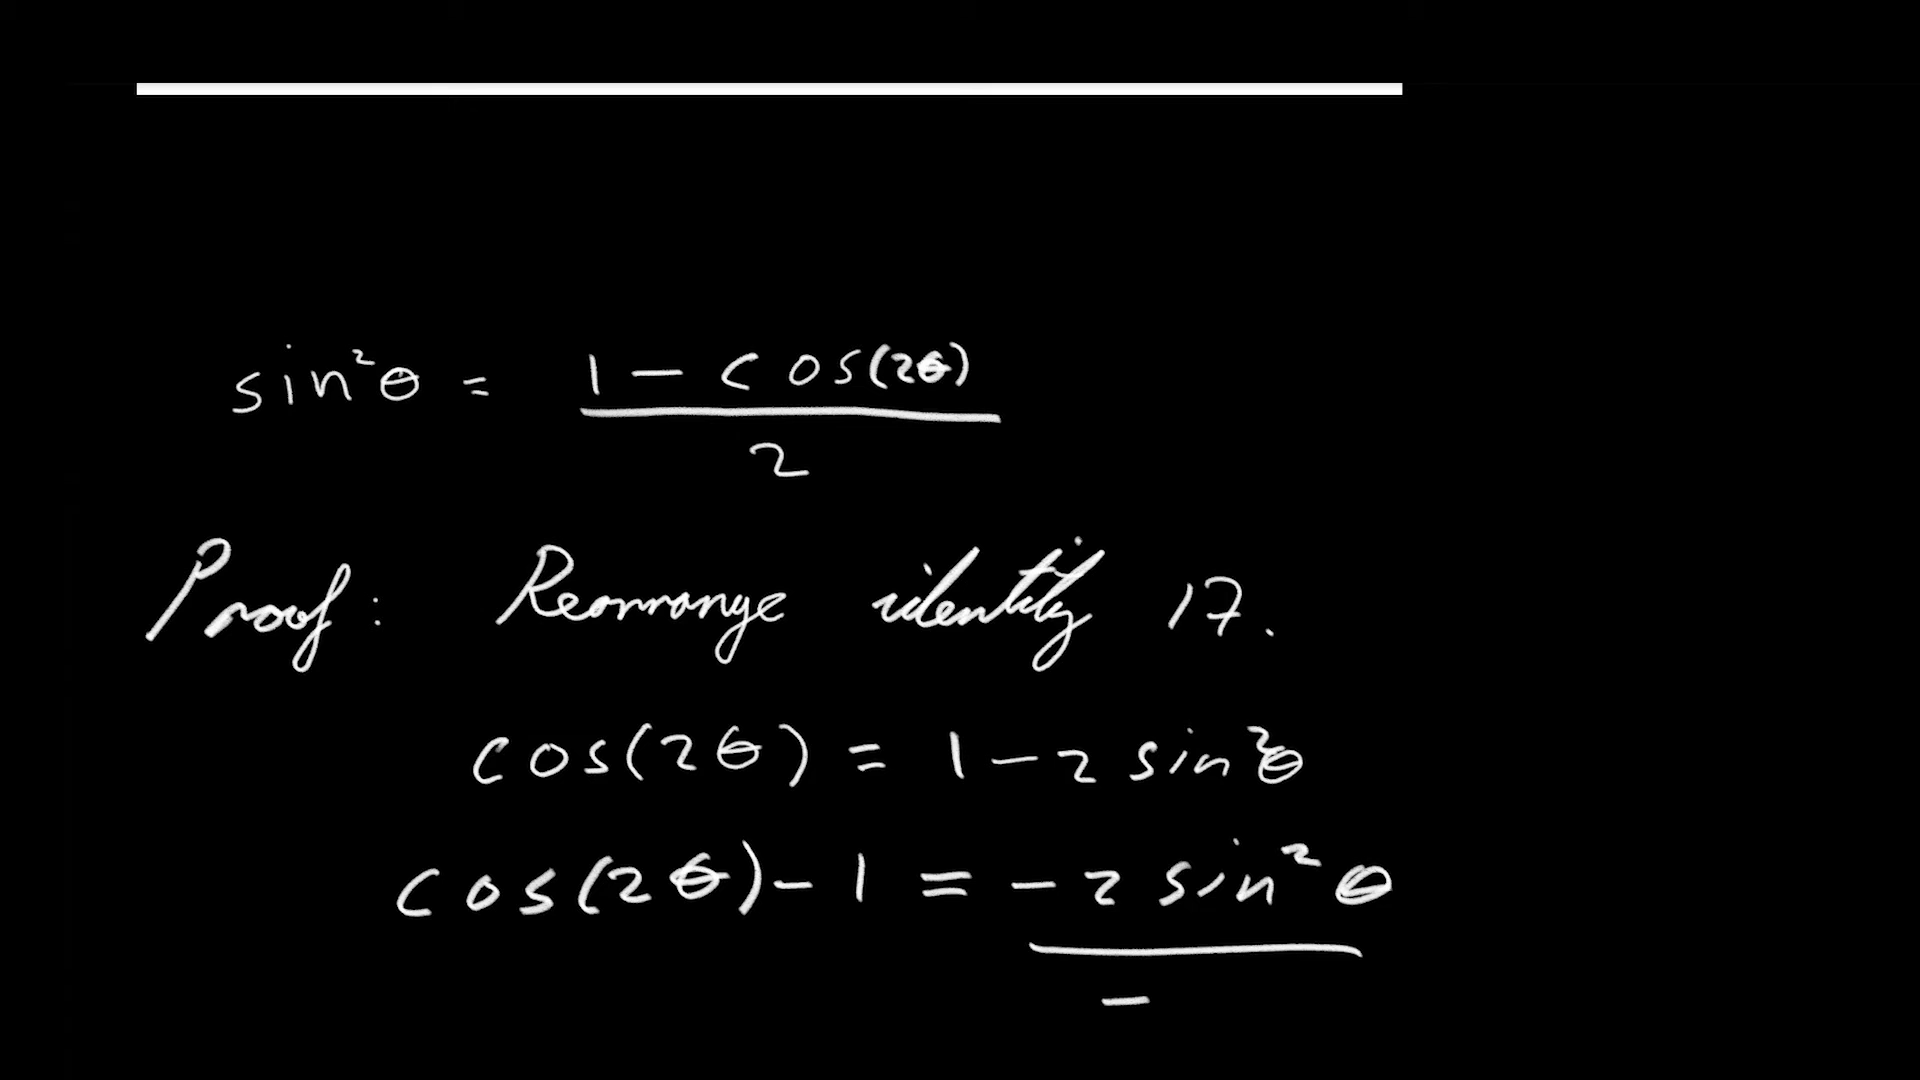 sin²θ = (1 - cos(2θ))/2
Proof: Rearrange identity 17.
cos(2θ) = 1 - 2 sin²θ
cos(2θ) - 1 = -2 sin²θ
-